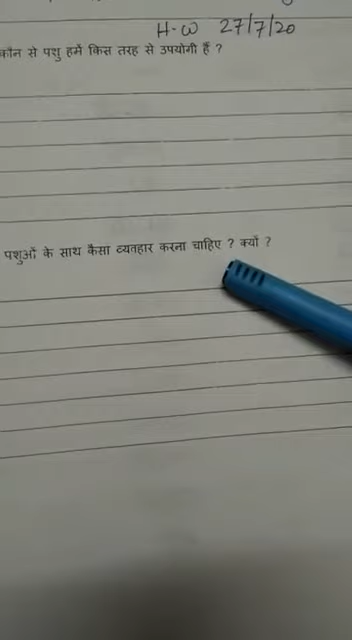 H.W 27/7/20
कौन से पशु हमें किस तरह से उपयोगी हैं ?
पशुओं के साथ कैसा व्यवहार करना चाहिए ? क्यों ?